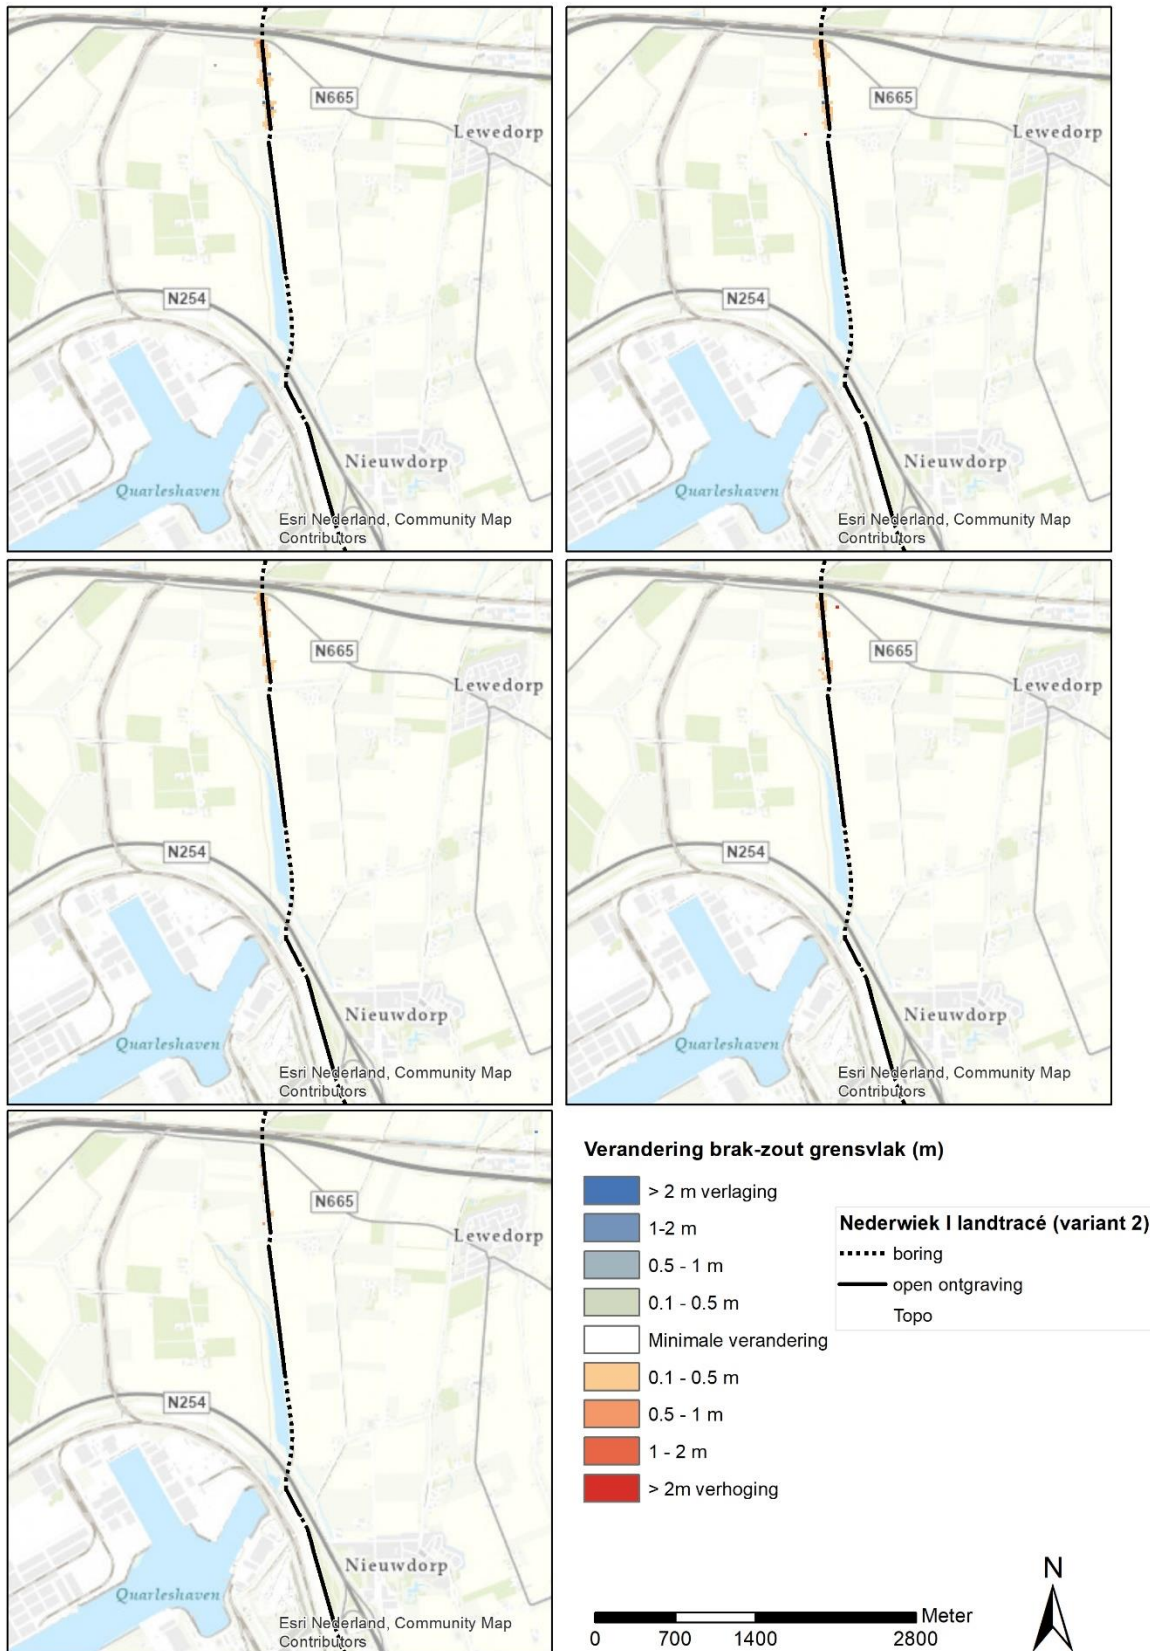 N665
Lewedorp
N254
Nieuwdorp
Quarleshaven
Esri Nederland, Community Map
Contributors
N665
Lewedorp
N254
Nieuwdorp
Quarleshaven
Esri Nederland, Community Map
Contributors
N665
Lewedorp
N254
Nieuwdorp
Quarleshaven
Esri Nederland, Community Map
Contributors
N665
Lewedorp
N254
Nieuwdorp
Quarleshaven
Esri Nederland, Community Map
Contributors
N665
Lewedorp
N254
Nieuwdorp
Quarleshaven
Esri Nederland, Community Map
Contributors
Verandering brak-zout grensvlak (m)
> 2 m verlaging
1-2 m
0.5 - 1 m
0.1 - 0.5 m
Minimale verandering
0.1 - 0.5 m
0.5 - 1 m
1 - 2 m
> 2m verhoging
Nederwiek I landtracé (variant 2)
boring
open ontgraving
Topo
N
Meter
0 700 1400 2800